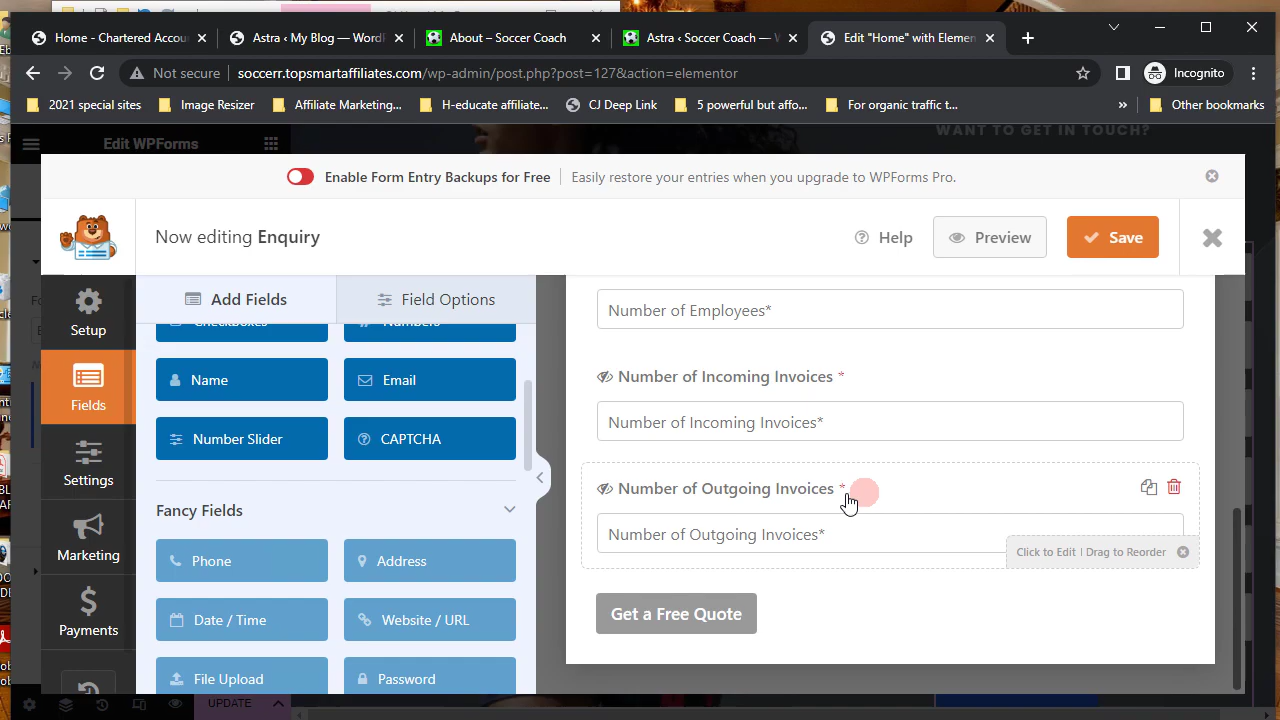 Home - Chartered Accou
Astra ‹ My Blog — WordP
About – Soccer Coach
Astra ‹ Soccer Coach — W
Edit "Home" with Elemen
Not secure
soccerr.topsmartaffiliates.com/wp-admin/post.php?post=127&action=elementor
Incognito
2021 special sites
Image Resizer
Affiliate Marketing...
H-educate affiliate...
CJ Deep Link
5 powerful but affo...
For organic traffic t...
»
Other bookmarks
Edit WPForms
WANT TO GET IN TOUCH?
Enable Form Entry Backups for Free
Easily restore your entries when you upgrade to WPForms Pro.
Now editing Enquiry
Help
Preview
Save
Setup
Fields
Settings
Marketing
Payments
Add Fields
Field Options
Checkboxes
Numbers
Name
Email
Number Slider
CAPTCHA
Fancy Fields
Phone
Address
Date / Time
Website / URL
File Upload
Password
Number of Employees*
Number of Incoming Invoices *
Number of Incoming Invoices*
Number of Outgoing Invoices *
Number of Outgoing Invoices*
Click to Edit | Drag to Reorder
Get a Free Quote
UPDATE